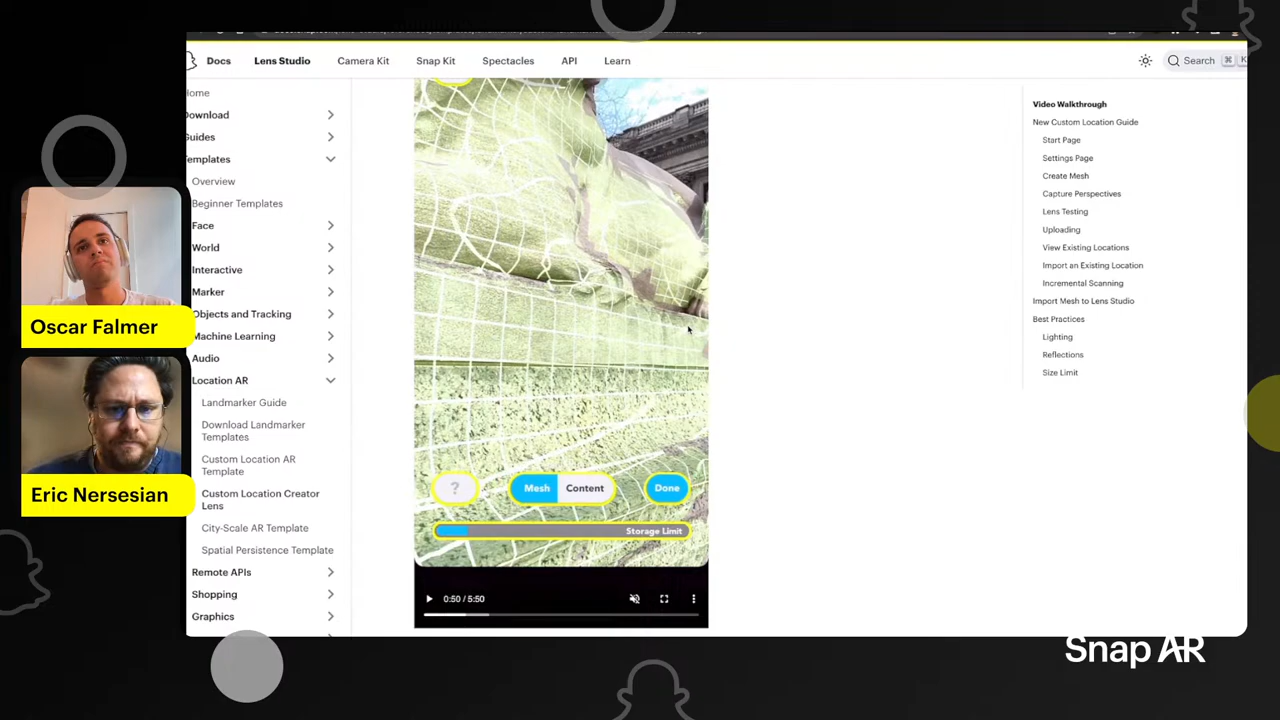 Docs
Lens Studio
Camera Kit
Snap Kit
Spectacles
API
Learn
Search
⌘
K
Home
Download
Guides
Templates
Overview
Beginner Templates
Face
World
Interactive
Marker
Objects and Tracking
Machine Learning
Audio
Location AR
Landmarker Guide
Download Landmarker
Templates
Custom Location AR
Template
Custom Location Creator
Lens
City-Scale AR Template
Spatial Persistence Template
Remote APIs
Shopping
Graphics
?
Mesh
Content
Done
Storage Limit
0:50 / 5:50
Video Walkthrough
New Custom Location Guide
Start Page
Settings Page
Create Mesh
Capture Perspectives
Lens Testing
Uploading
View Existing Locations
Import an Existing Location
Incremental Scanning
Import Mesh to Lens Studio
Best Practices
Lighting
Reflections
Size Limit
Oscar Falmer
Eric Nersesian
Snap AR